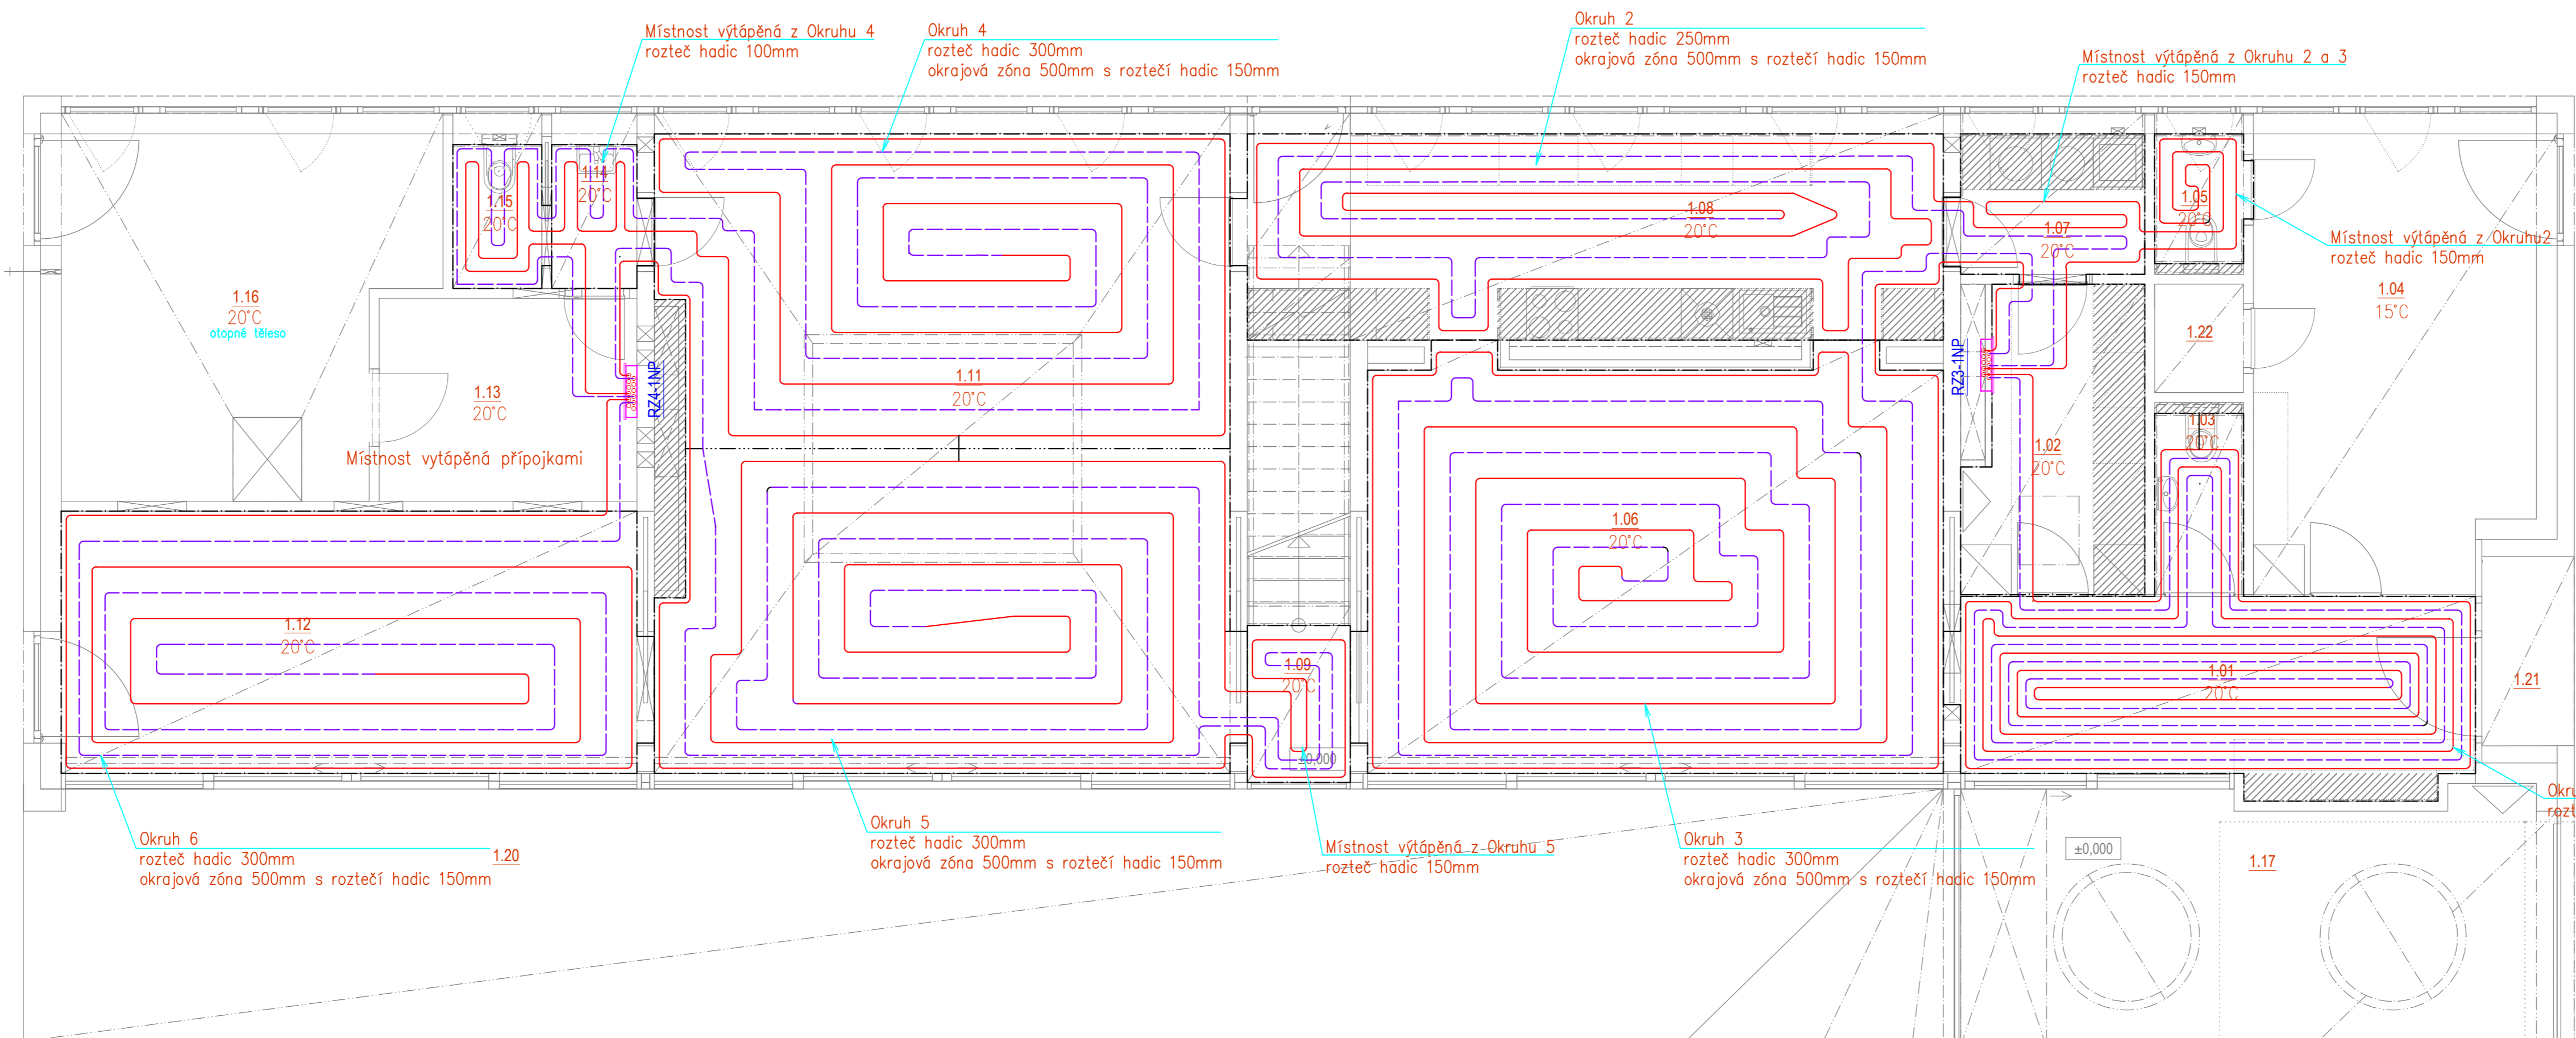 Místnost výtápěná z Okruhu 4
rozteč hadic 100mm
Okruh 4
rozteč hadic 300mm
okrajová zóna 500mm s roztečí hadic 150mm
Okruh 2
rozteč hadic 250mm
okrajová zóna 500mm s roztečí hadic 150mm
Místnost výtápěná z Okruhu 2 a 3
rozteč hadic 150mm
1.15
20°C
1.14
20°C
1.08
20°C
1.07
20°C
1.05
20°C
Místnost výtápěná z Okruhu2
rozteč hadic 150mm
1.16
20°C
otopné těleso
1.04
15°C
1.22
1.13
20°C
RZ4-1NP
1.11
20°C
RZ3-1NP
Místnost vytápěná přípojkami
1.03
20°C
1.02
20°C
1.06
20°C
1.12
20°C
1.09
20°C
±0,000
1.01
20°C
1.21
Okruh 6
rozteč hadic 300mm
okrajová zóna 500mm s roztečí hadic 150mm
1.20
Okruh 5
rozteč hadic 300mm
okrajová zóna 500mm s roztečí hadic 150mm
Místnost výtápěná z Okruhu 5
rozteč hadic 150mm
Okruh 3
rozteč hadic 300mm
okrajová zóna 500mm s roztečí hadic 150mm
±0,000
1.17